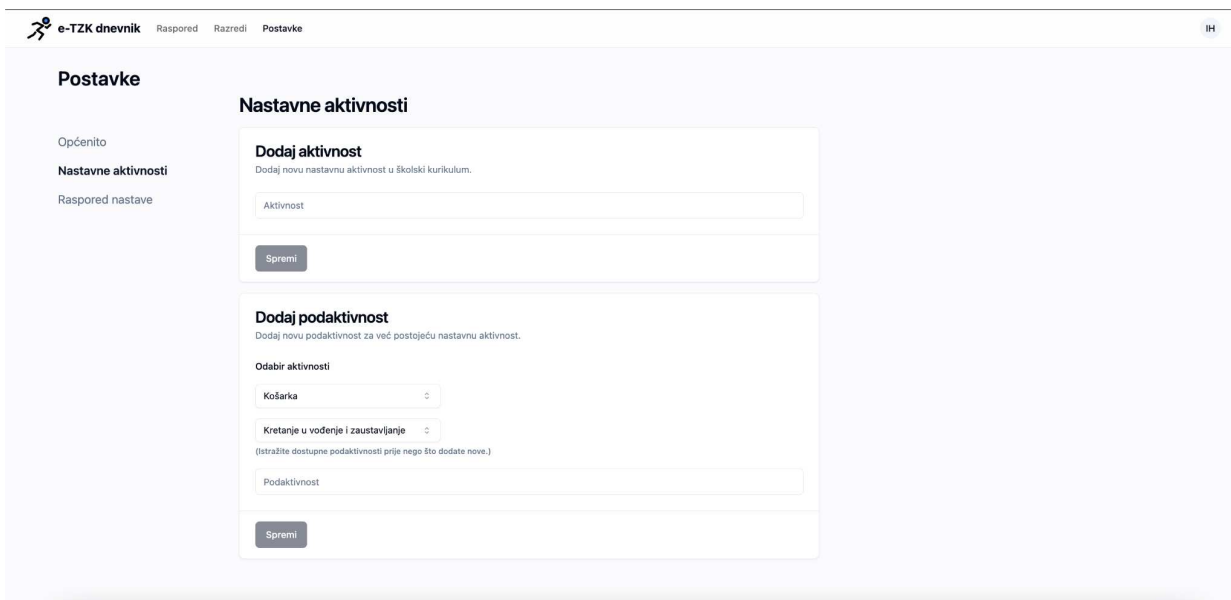 e-TZK dnevnik Raspored Razredi Postavke IH
Postavke
Nastavne aktivnosti
Općenito
Nastavne aktivnosti
Raspored nastave
Dodaj aktivnost
Dodaj novu nastavnu aktivnost u školski kurikulum.
Aktivnost
Spremi
Dodaj podaktivnost
Dodaj novu podaktivnost za već postojeću nastavnu aktivnost.
Odabir aktivnosti
Košarka
Kretanje u vođenje i zaustavljanje
(Istražite dostupne podaktivnosti prije nego što dodate nove.)
Podaktivnost
Spremi